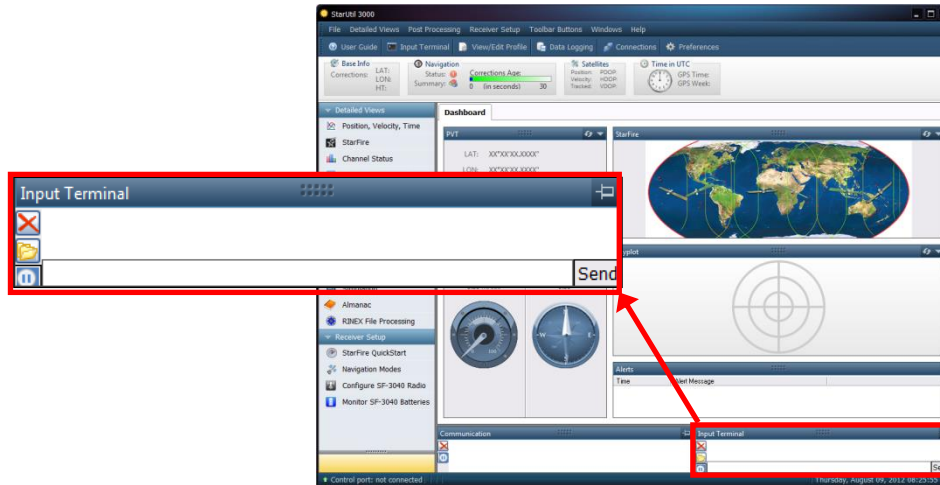 StarUtil 3000
File Detailed Views Post Processing Receiver Setup Toolbar Buttons Windows Help
User Guide Input Terminal View/Edit Profile Data Logging Connections Preferences
Base Info
Corrections: LAT:
LON:
HT:
Navigation
Status:
Summary:
Corrections Age:
0 (in seconds) 30
Satellites
Position: PDOP:
Velocity: HDOP:
Tracked: VDOP:
Time in UTC
GPS Time:
GPS Week:
Detailed Views
Position, Velocity, Time
StarFire
Channel Status
Dashboard
PVT
LAT: XX°XX'XX.XXXX"
LON: XX°XX'XX.XXXX"
StarFire
Input Terminal
Send
Almanac
RINEX File Processing
Receiver Setup
StarFire QuickStart
Navigation Modes
Configure SF-3040 Radio
Monitor SF-3040 Batteries
W
E
S
Alerts
Time Alert Message
Communication
Input Terminal
Control port: not connected
Thursday, August 09, 2012 08:25:55